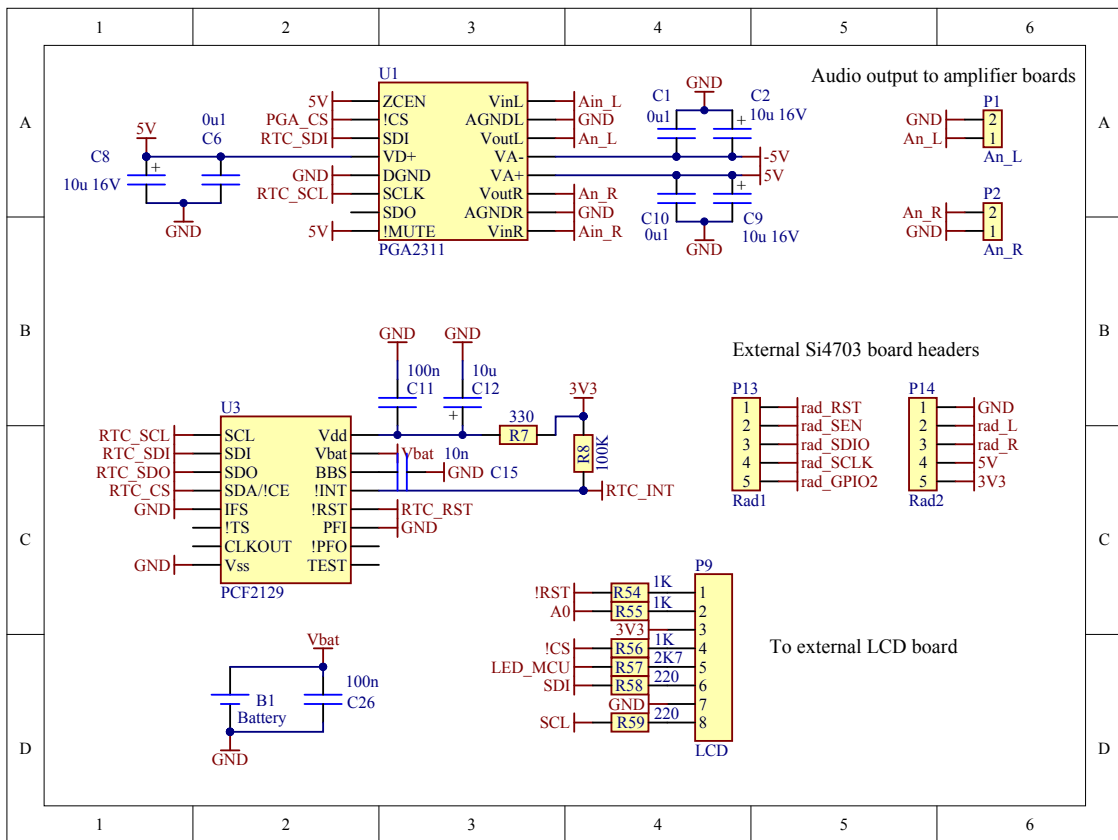 1 2 3 4 5 6
A
Audio output to amplifier boards
U1
5V ZCEN VinL Ain_L
PGA_CS !CS AGNDL GND
RTC_SDI SDI VoutL An_L
VD+ VA- -5V
GND DGND VA+ 5V
RTC_SCL SCLK VoutR An_R
SDO AGNDR GND
5V !MUTE VinR Ain_R
PGA2311
5V
C8
10u 16V
0u1
C6
GND
GND
C1
0u1
C2
10u 16V
C10
0u1
C9
10u 16V
GND
P1
GND 2
An_L 1
An_L
P2
An_R 2
GND 1
An_R
A
B
GND
100n
C11
GND
10u
C12
330
R7
3V3
R8
100K
External Si4703 board headers
P13
1 rad_RST
2 rad_SEN
3 rad_SDIO
4 rad_SCLK
5 rad_GPIO2
Rad1
P14
1 GND
2 rad_L
3 rad_R
4 5V
5 3V3
Rad2
B
C
U3
RTC_SCL SCL Vdd
RTC_SDI SDI Vbat Vbat 10n
RTC_SDO SDO BBS GND C15
RTC_CS SDA/!CE !INT RTC_INT
GND IFS !RST RTC_RST
!TS PFI GND
CLKOUT !PFO
GND Vss TEST
PCF2129
C
P9
!RST R54 1K 1
A0 R55 1K 2
3V3 3
!CS R56 1K 4
LED_MCU R57 2K7 5
SDI R58 220 6
GND 7
SCL R59 220 8
LCD
To external LCD board
D
Vbat
B1
Battery
100n
C26
GND
D
1 2 3 4 5 6